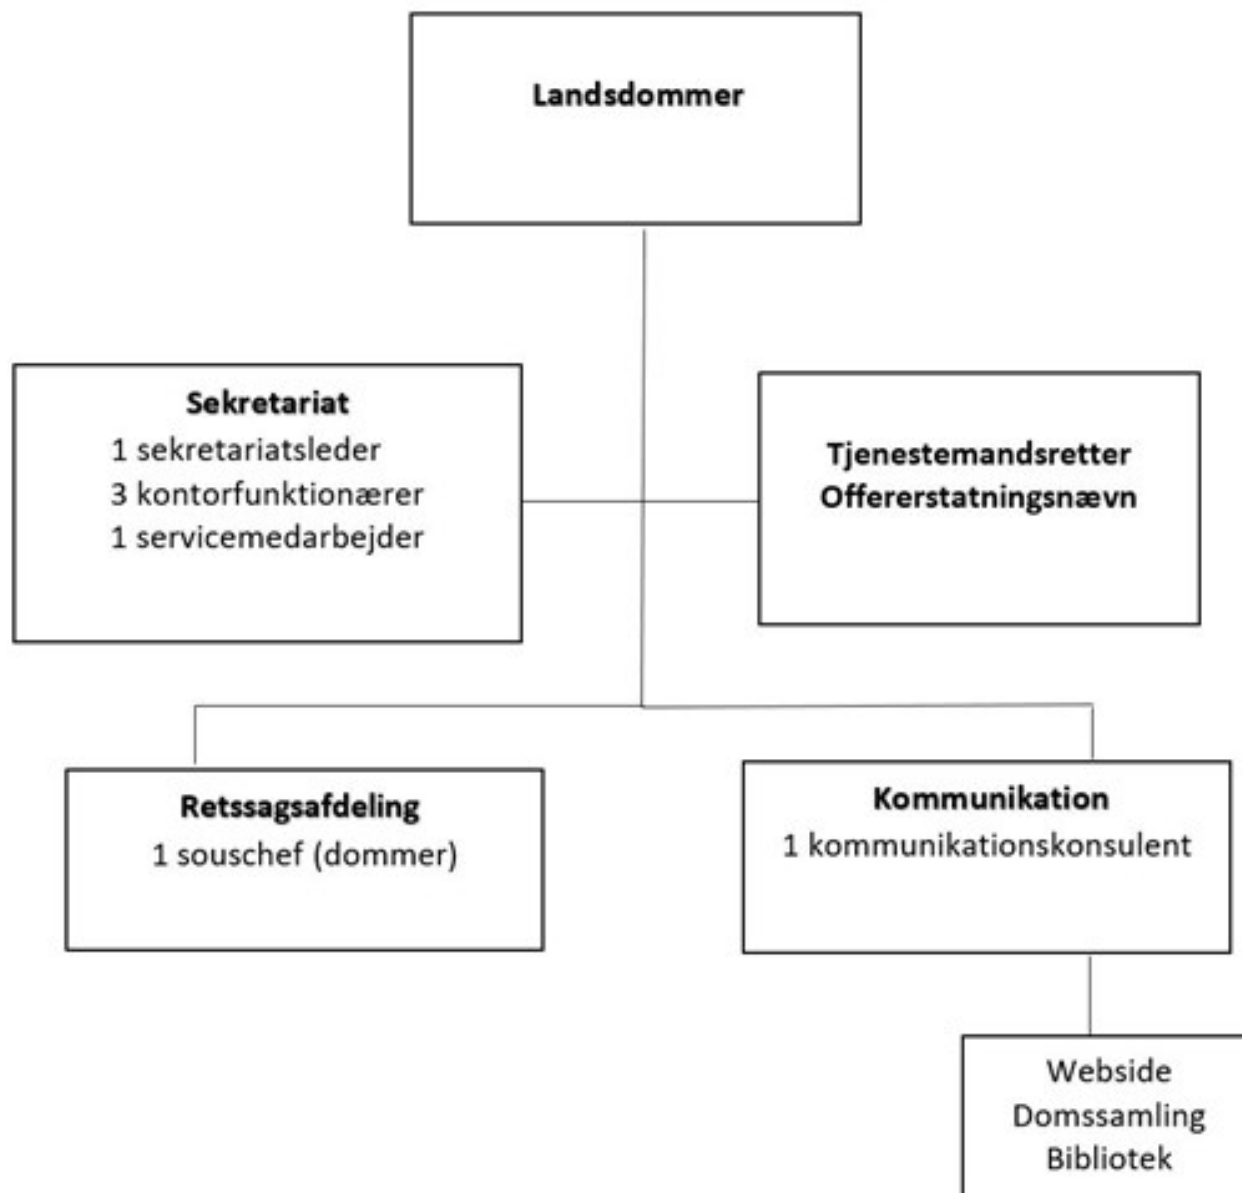 Landsdommer
Sekretariat
1 sekretariatsleder
3 kontorfunktionærer
1 servicemedarbejder
Tjenestemandsretter
Offererstatningsnævn
Retssagsafdeling
1 souschef (dommer)
Kommunikation
1 kommunikationskonsulent
Webside
Domssamling
Bibliotek